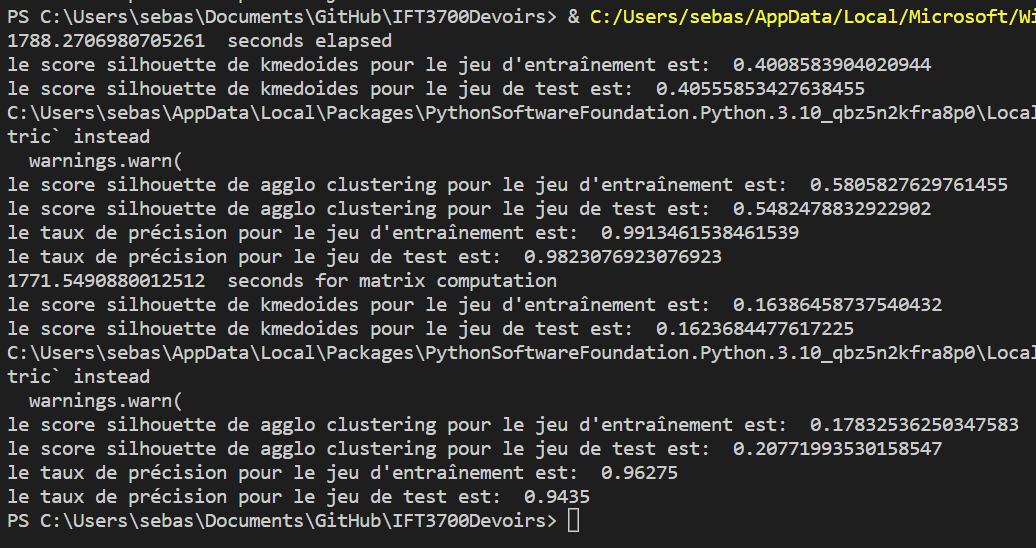 PS C:\Users\sebas\Documents\GitHub\IFT3700Devoirs> & C:/Users/sebas/AppData/Local/Microsoft/Wi
1788.2706980705261  seconds elapsed
le score silhouette de kmedoides pour le jeu d'entraînement est:  0.4008583904020944
le score silhouette de kmedoides pour le jeu de test est:  0.40555853427638455
C:\Users\sebas\AppData\Local\Packages\PythonSoftwareFoundation.Python.3.10_qbz5n2kfra8p0\Local
tric` instead
  warnings.warn(
le score silhouette de agglo clustering pour le jeu d'entraînement est:  0.5805827629761455
le score silhouette de agglo clustering pour le jeu de test est:  0.5482478832922902
le taux de précision pour le jeu d'entraînement est:  0.9913461538461539
le taux de précision pour le jeu de test est:  0.9823076923076923
1771.5490880012512  seconds for matrix computation
le score silhouette de kmedoides pour le jeu d'entraînement est:  0.16386458737540432
le score silhouette de kmedoides pour le jeu de test est:  0.1623684477617225
C:\Users\sebas\AppData\Local\Packages\PythonSoftwareFoundation.Python.3.10_qbz5n2kfra8p0\Local
tric` instead
  warnings.warn(
le score silhouette de agglo clustering pour le jeu d'entraînement est:  0.17832536250347583
le score silhouette de agglo clustering pour le jeu de test est:  0.20771993530158547
le taux de précision pour le jeu d'entraînement est:  0.96275
le taux de précision pour le jeu de test est:  0.9435
PS C:\Users\sebas\Documents\GitHub\IFT3700Devoirs>